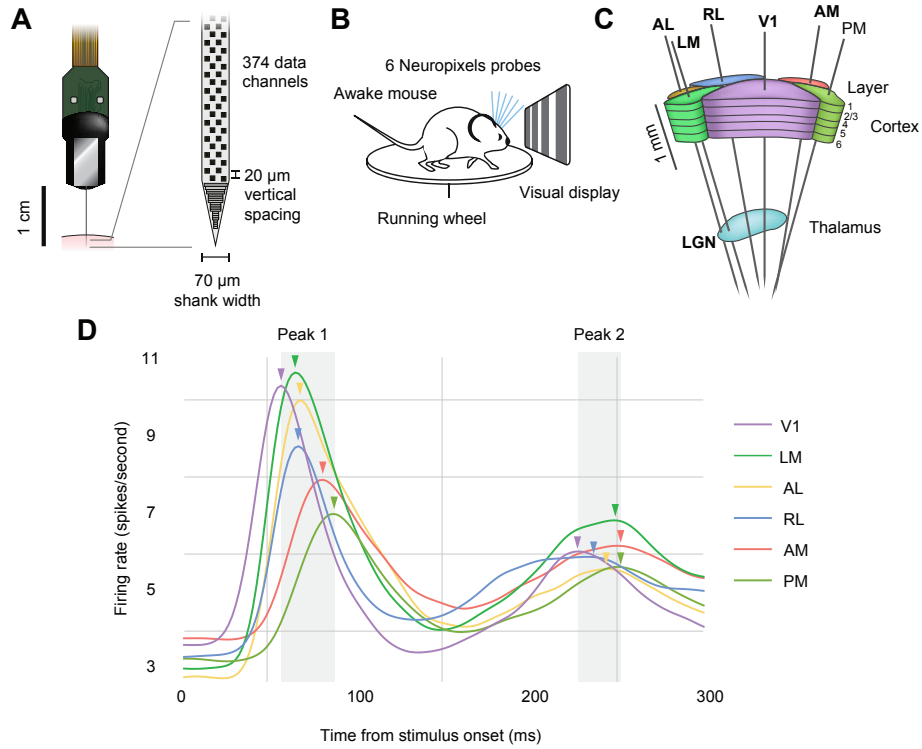 A
374 data
channels
20 µm
vertical
spacing
1 cm
70 µm
shank width
B
6 Neuropixels probes
Awake mouse
Running wheel
Visual display
C
AL
LM
RL
V1
AM
PM
Layer
1
2/3
4
5
6
Cortex
1 mm
LGN
Thalamus
D
Peak 1
Peak 2
11
9
7
5
3
Firing rate (spikes/second)
0
100
200
300
Time from stimulus onset (ms)
V1
LM
AL
RL
AM
PM